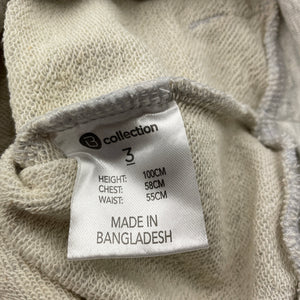 B collection
3
HEIGHT: 100CM
CHEST: 58CM
WAIST: 55CM
MADE IN
BANGLADESH